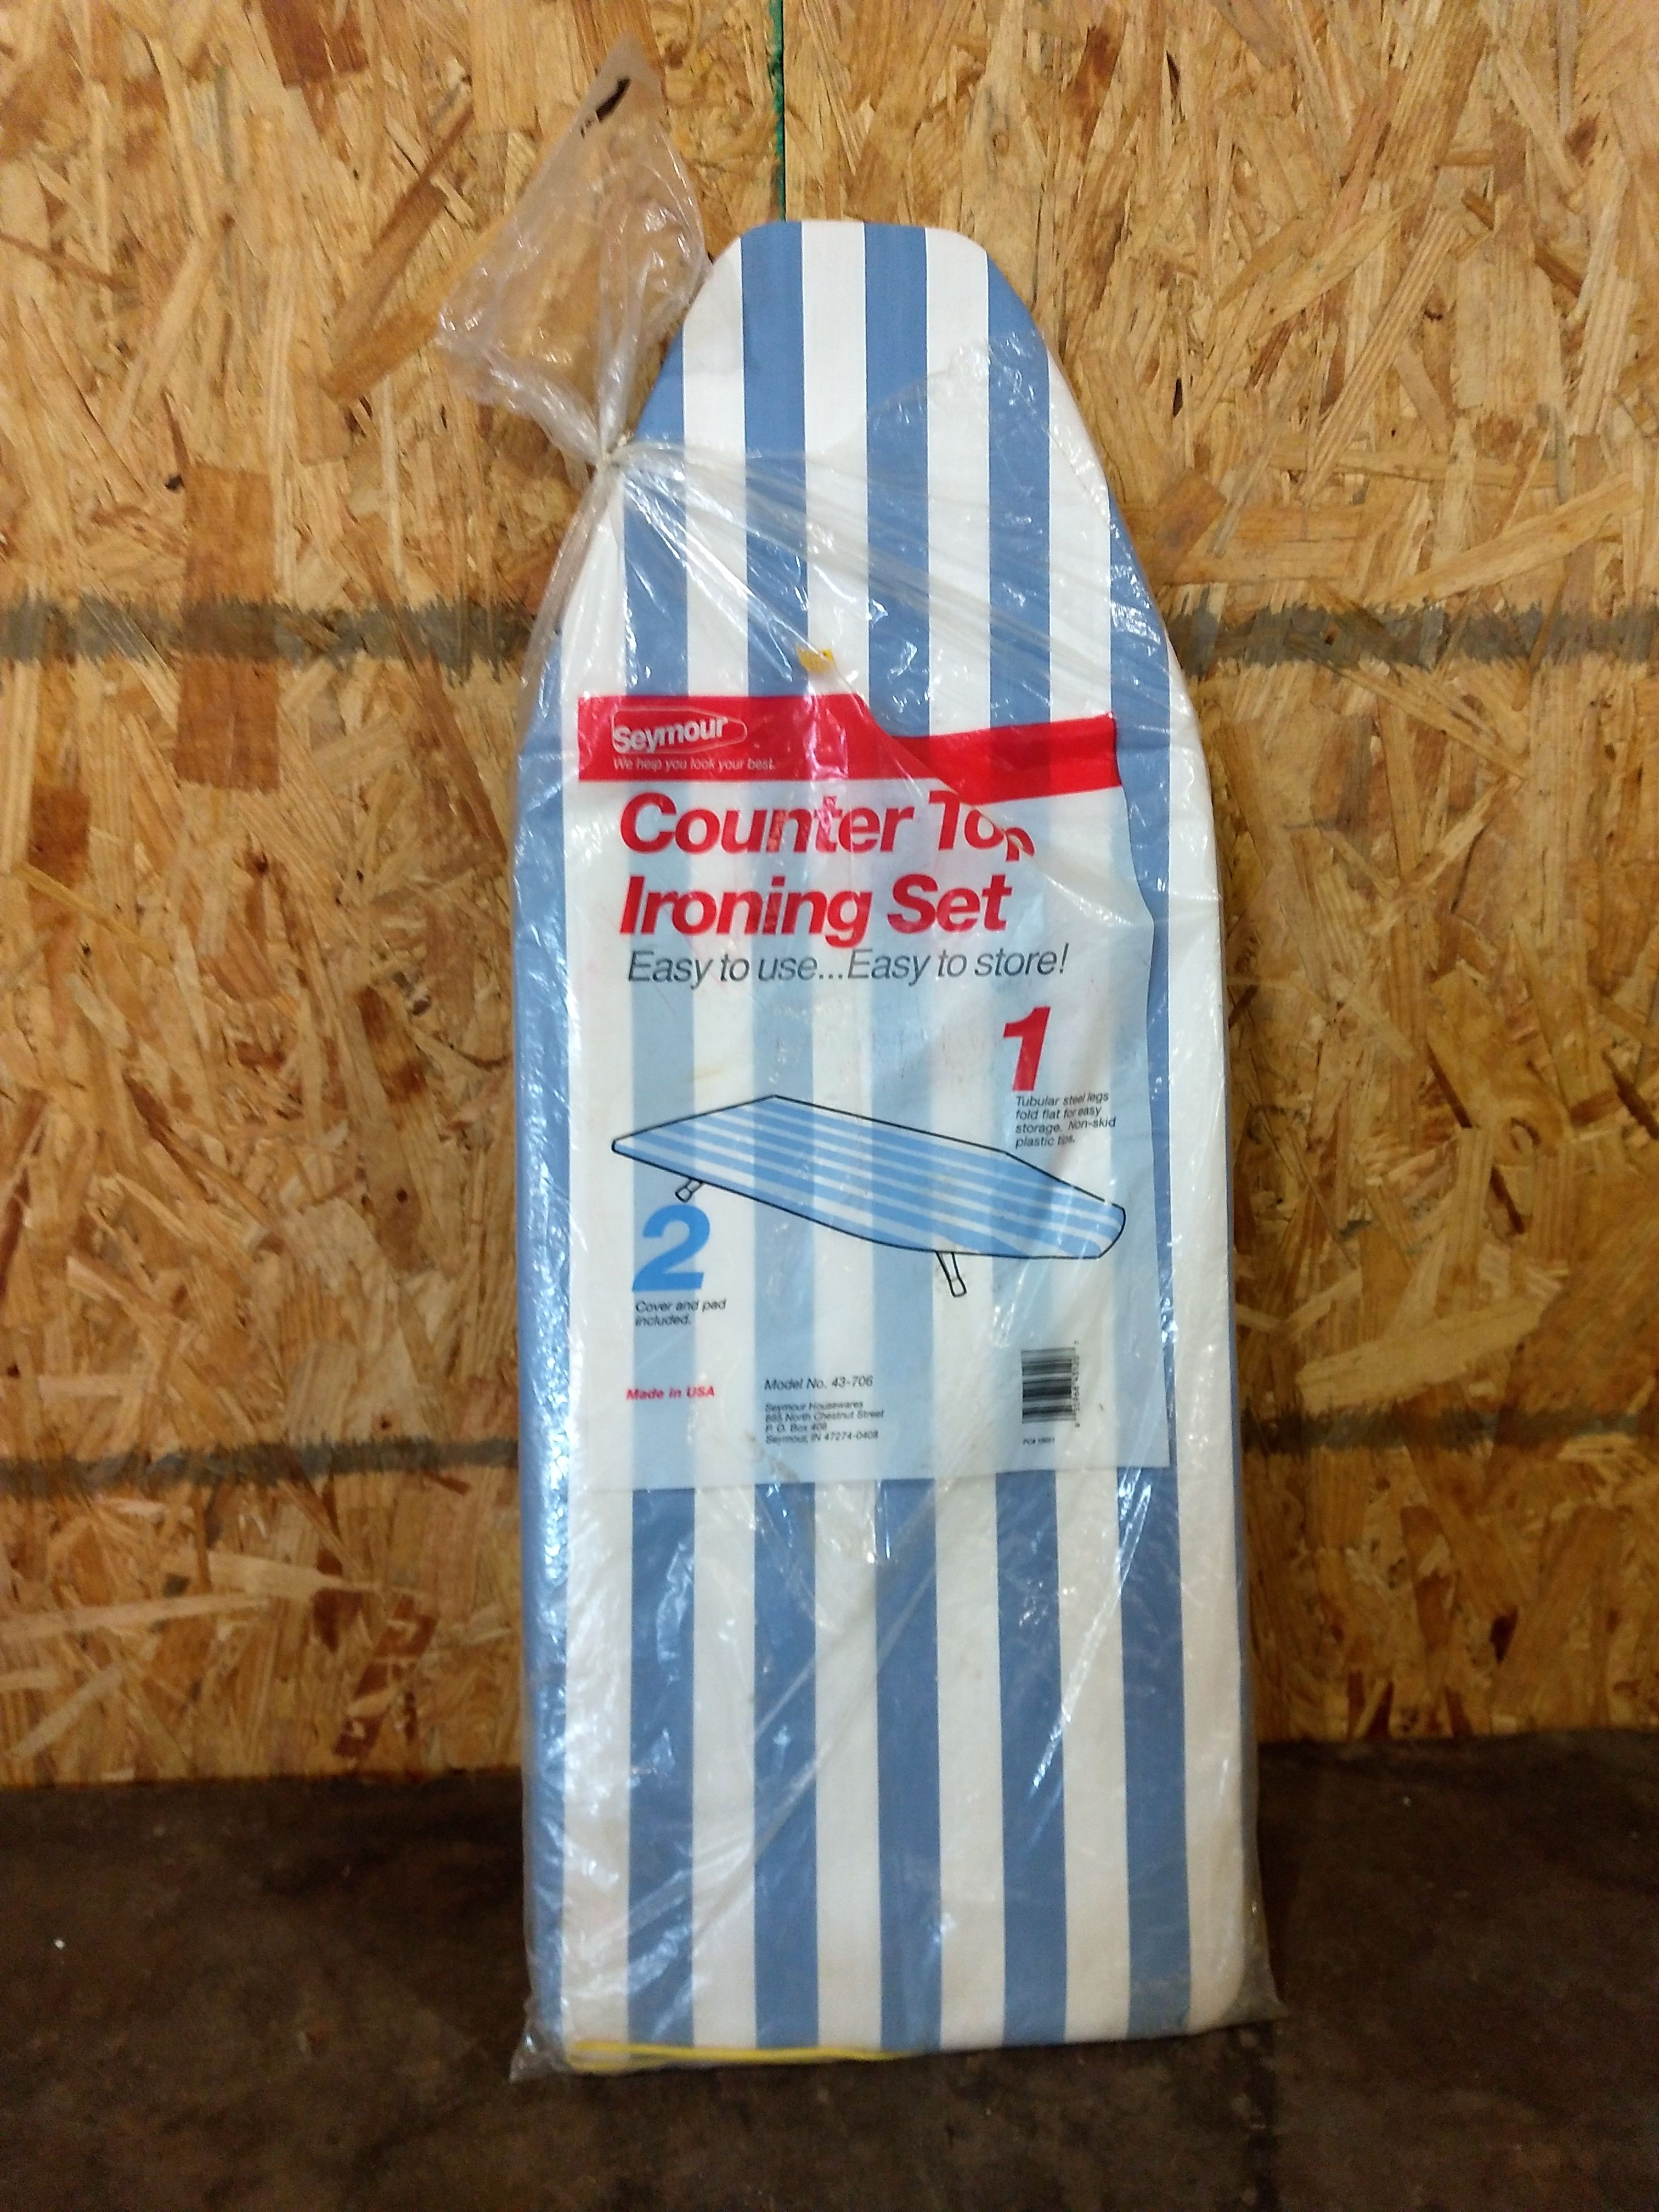 Seymour
We help you look your best.
Counter Top
Ironing Set
Easy to use...Easy to store!
1
Tubular steel legs
fold flat for easy
storage. Non-skid
plastic tips.
2
Cover and pad
included.
Made in USA
Model No. 43-706
Seymour Housewares
885 North Chestnut Street
P. O. Box 408
Seymour, IN 47274-0408